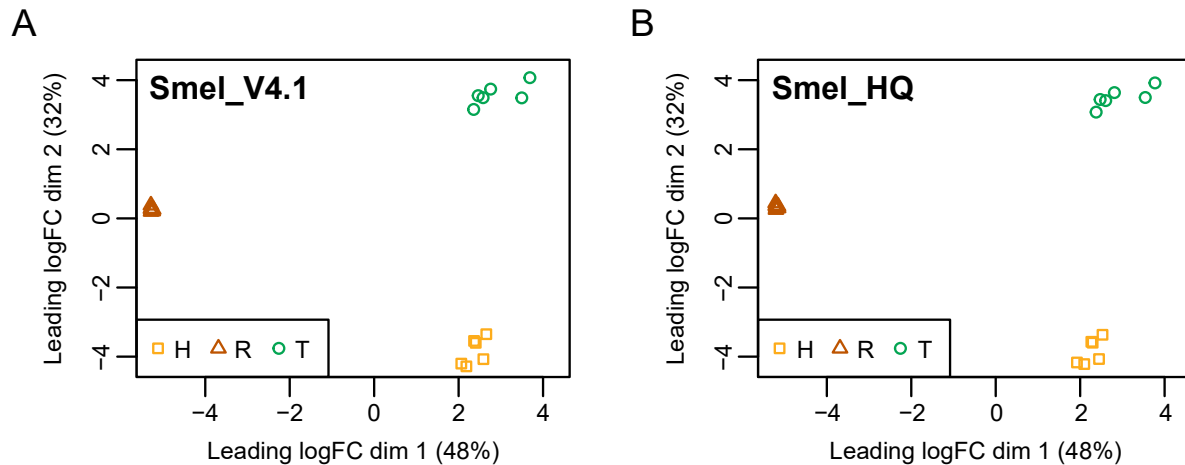 A
Smel_V4.1
Leading logFC dim 2 (32%)
4
2
0
−2
−4
H R T
−4 −2 0 2 4
Leading logFC dim 1 (48%)
B
Smel_HQ
Leading logFC dim 2 (32%)
4
2
0
−2
−4
H R T
−4 −2 0 2 4
Leading logFC dim 1 (48%)